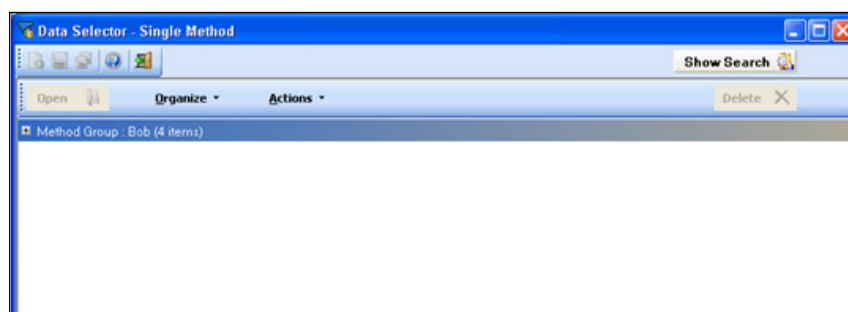 Data Selector - Single Method
Show Search
Open Organize Actions Delete
Method Group : Bob (4 items)